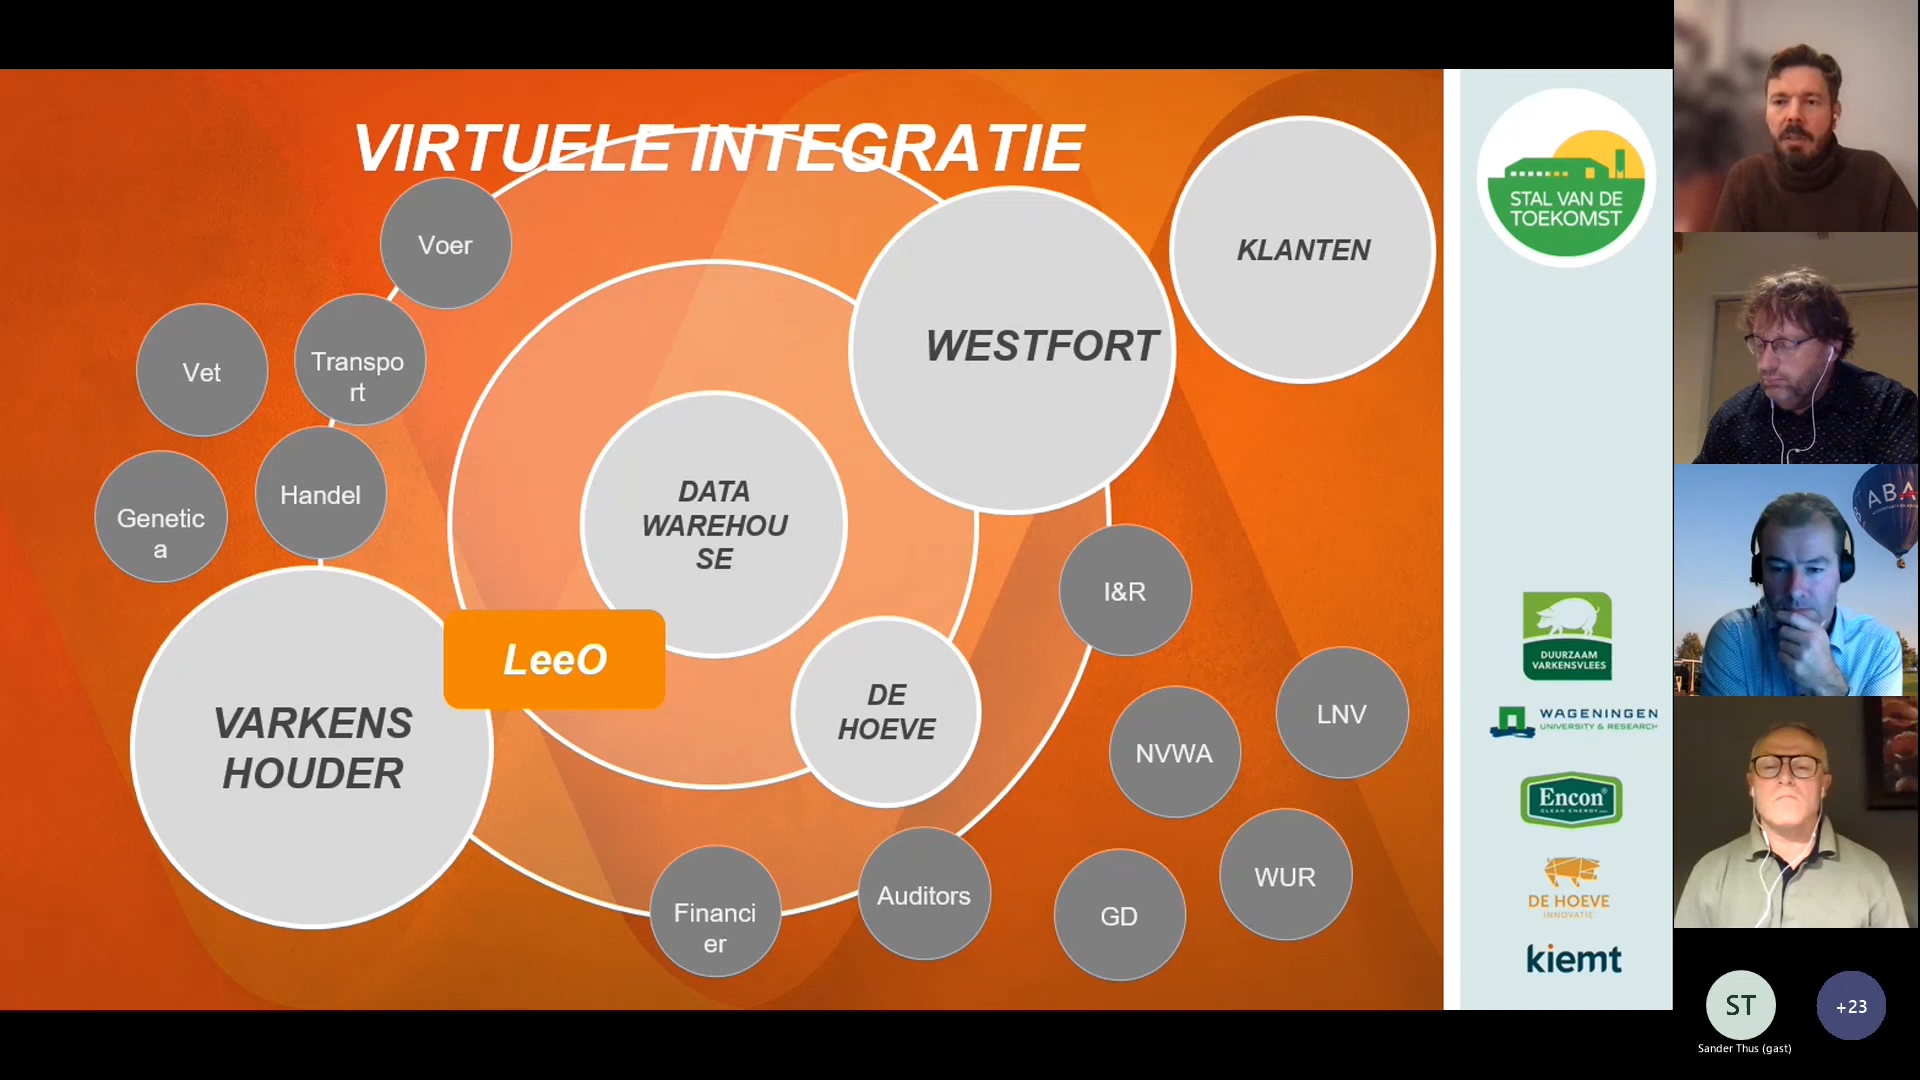 VIRTUELE INTEGRATIE
Voer
KLANTEN
WESTFORT
Vet
Transpo
rt
Handel
Genetic
a
DATA
WAREHOU
SE
I&R
LeeO
VARKENS
HOUDER
DE
HOEVE
NVWA
LNV
WUR
Financi
er
Auditors
GD
STAL VAN DE
TOEKOMST
DUURZAAM
VARKENSVLEES
WAGENINGEN
UNIVERSITY & RESEARCH
Encon®
CLEAN ENERGY
DE HOEVE
INNOVATIE
kiemt
ABA
ST
+23
Sander Thus (gast)